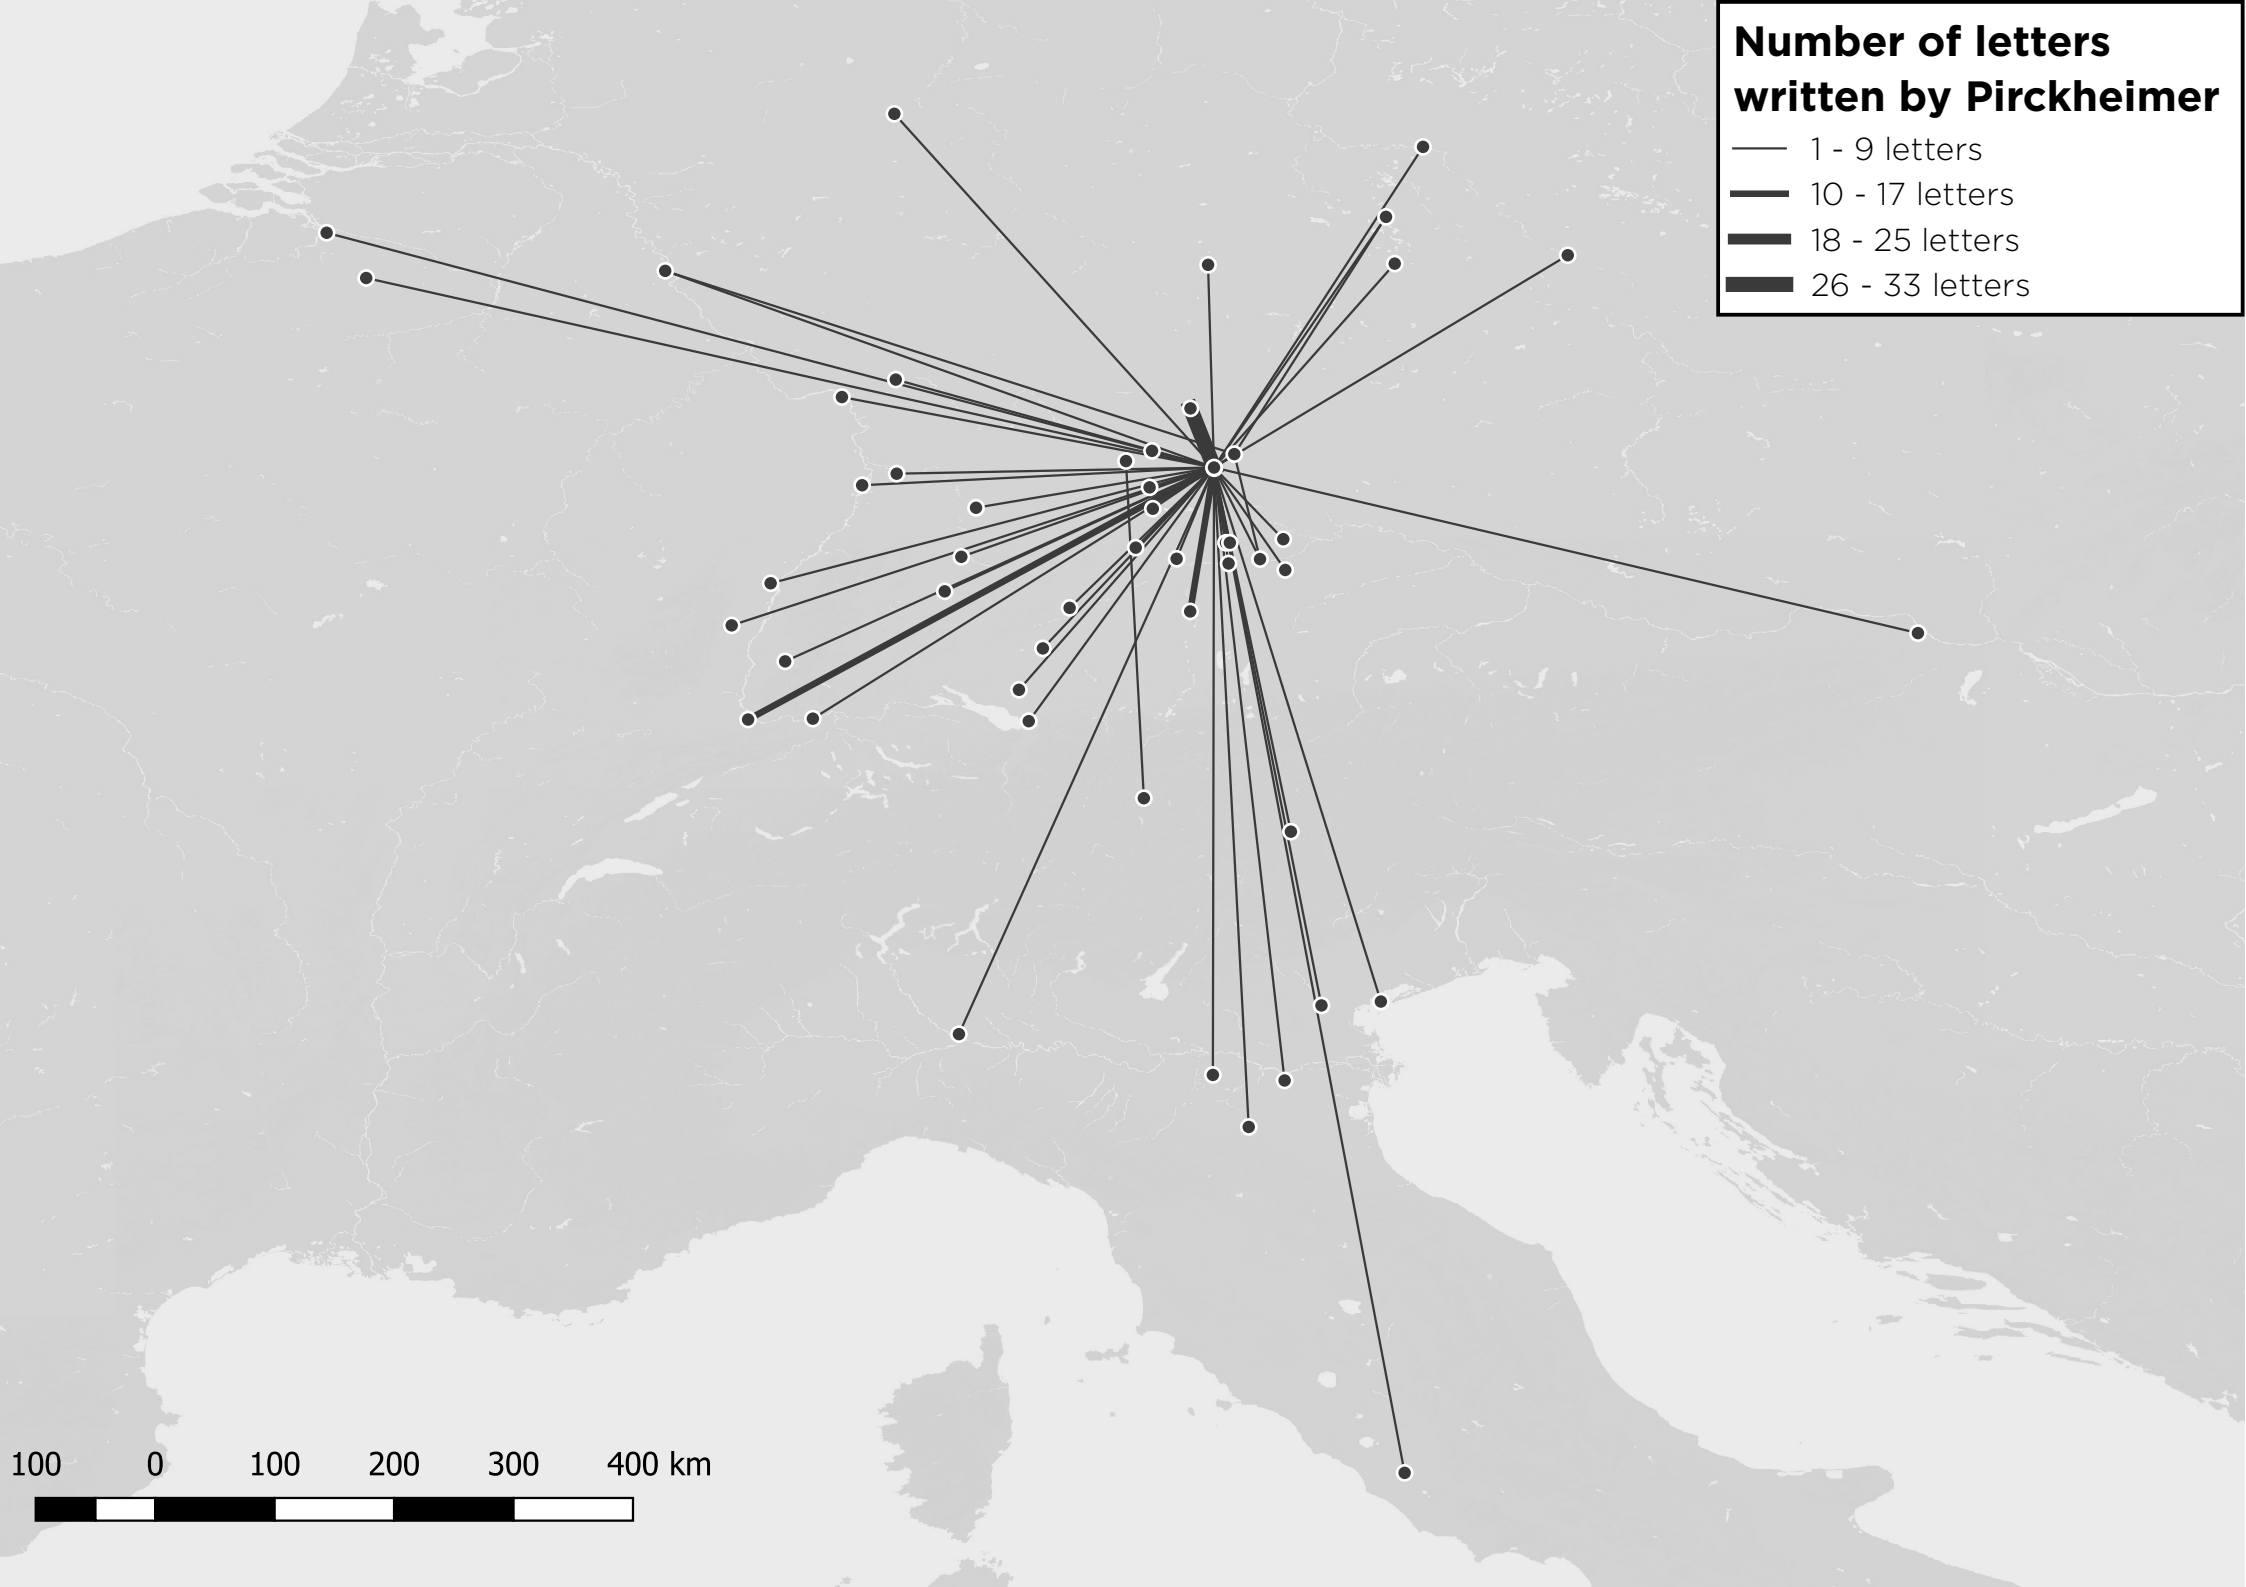 Number of letters
written by Pirckheimer
1 - 9 letters
10 - 17 letters
18 - 25 letters
26 - 33 letters
100 0 100 200 300 400 km